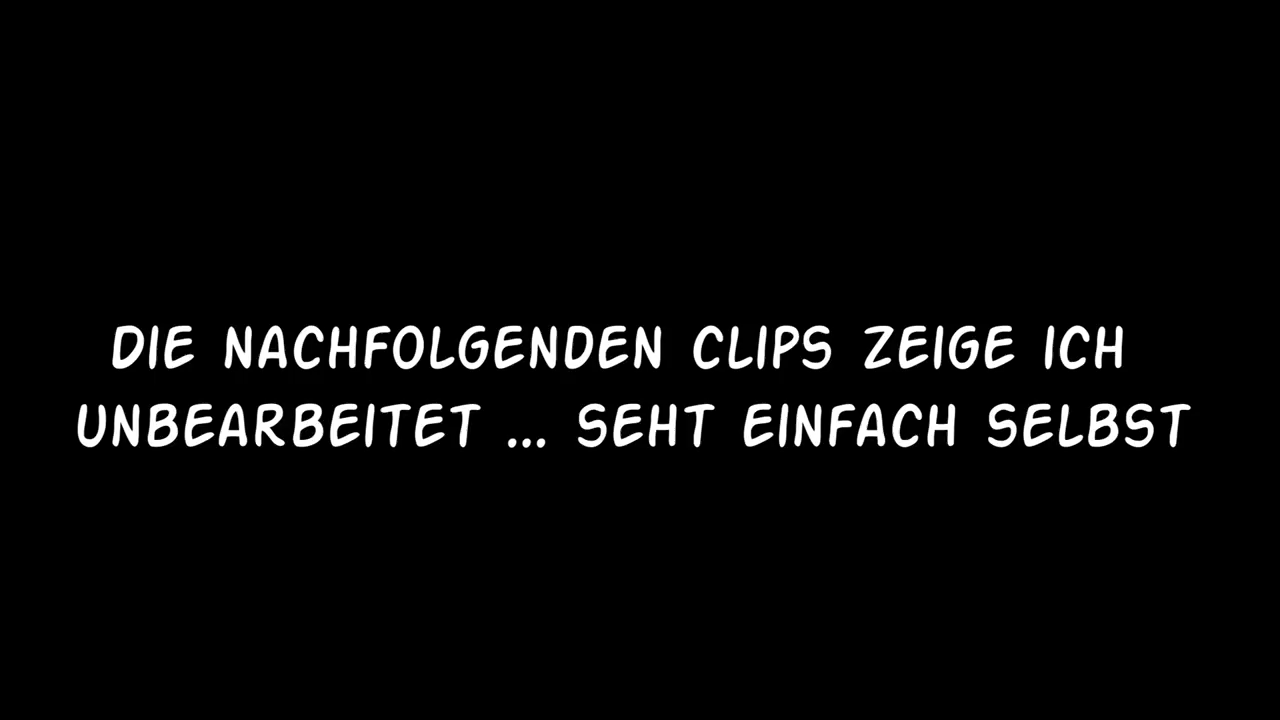 DIE NACHFOLGENDEN CLIPS ZEIGE ICH
UNBEARBEITET ... SEHT EINFACH SELBST